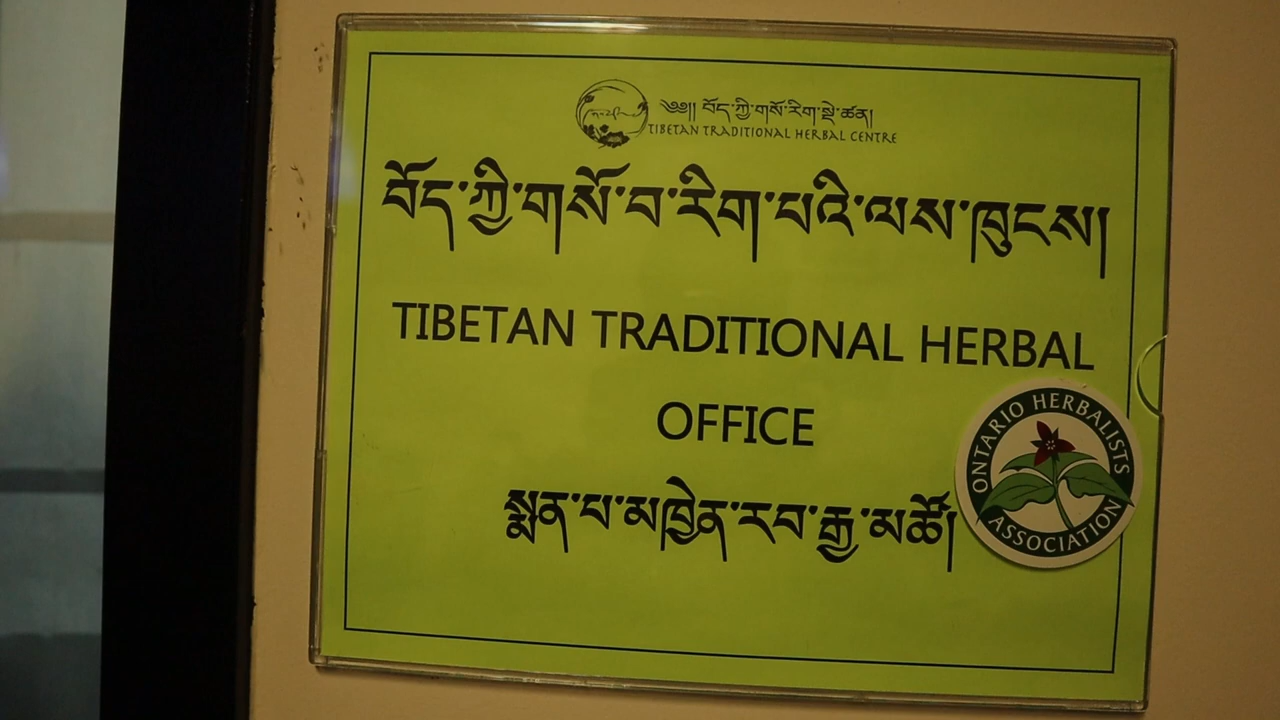 ༄༅།། བོད་ཀྱི་གསོ་རིག་སྡེ་ཚན།
TIBETAN TRADITIONAL HERBAL CENTRE
བོད་ཀྱི་གསོ་བ་རིག་པའི་ལས་ཁུངས།
TIBETAN TRADITIONAL HERBAL
OFFICE
ONTARIO HERBALISTS
ASSOCIATION
སྨན་པ་མཁྱེན་རབ་རྒྱ་མཚོ།